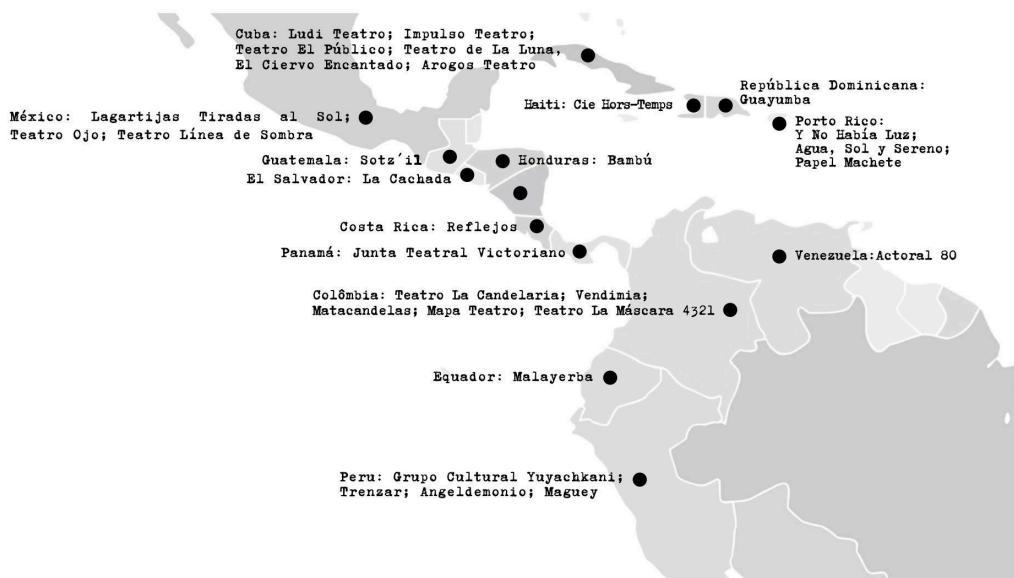 Cuba: Ludi Teatro; Impulso Teatro;
Teatro El Público; Teatro de La Luna,
El Ciervo Encantado; Arogos Teatro
República Dominicana:
Guayumba
Haiti: Cie Hors-Temps
México: Lagartijas Tiradas al Sol;
Teatro Ojo; Teatro Línea de Sombra
Porto Rico:
Y No Había Luz;
Agua, Sol y Sereno;
Papel Machete
Guatemala: Sotz´il
Honduras: Bambú
El Salvador: La Cachada
Costa Rica: Reflejos
Panamá: Junta Teatral Victoriano
Venezuela:Actoral 80
Colômbia: Teatro La Candelaria; Vendimia;
Matacandelas; Mapa Teatro; Teatro La Máscara 4321
Equador: Malayerba
Peru: Grupo Cultural Yuyachkani;
Trenzar; Angeldemonio; Maguey